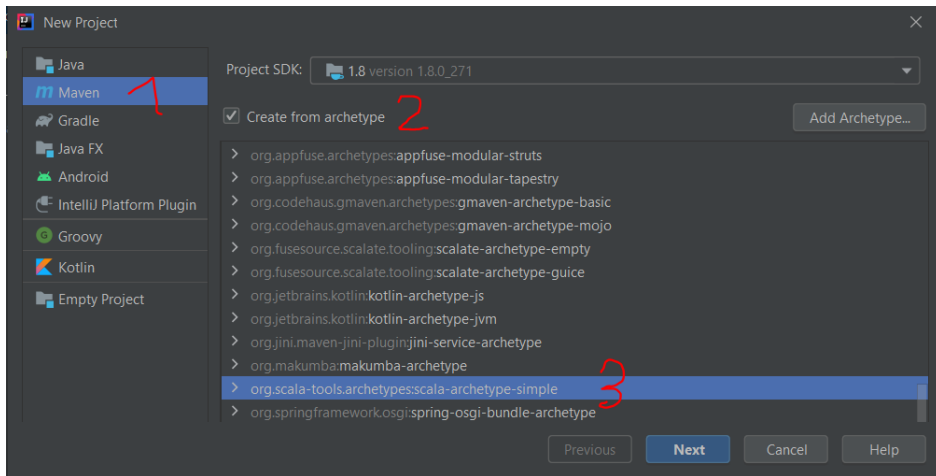 New Project
Java
Maven
1
Gradle
Java FX
Android
IntelliJ Platform Plugin
Groovy
Kotlin
Empty Project
Project SDK: 1.8 version 1.8.0_271
Create from archetype 2 Add Archetype...
org.appfuse.archetypes:appfuse-modular-struts
org.appfuse.archetypes:appfuse-modular-tapestry
org.codehaus.gmaven.archetypes:gmaven-archetype-basic
org.codehaus.gmaven.archetypes:gmaven-archetype-mojo
org.fusesource.scalate.tooling:scalate-archetype-empty
org.fusesource.scalate.tooling:scalate-archetype-guice
org.jetbrains.kotlin:kotlin-archetype-js
org.jetbrains.kotlin:kotlin-archetype-jvm
org.jini.maven-jini-plugin:jini-service-archetype
org.makumba:makumba-archetype
org.scala-tools.archetypes:scala-archetype-simple 3
org.springframework.osgi:spring-osgi-bundle-archetype
Previous Next Cancel Help